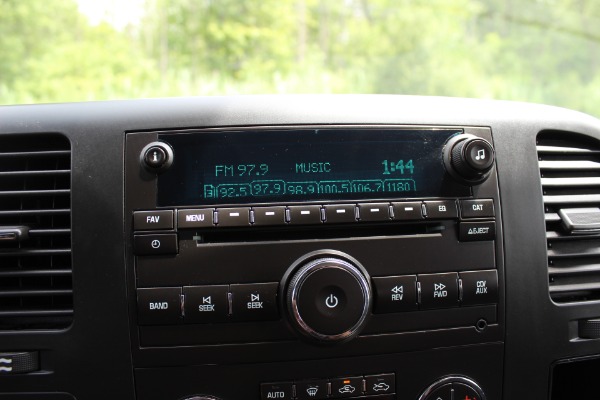 FM 97.9 MUSIC 1:44
92.5 97.9 98.9 100.5 106.7 1180
FAV MENU EQ CAT
EJECT
BAND SEEK SEEK REV FWD CD/AUX
AUTO